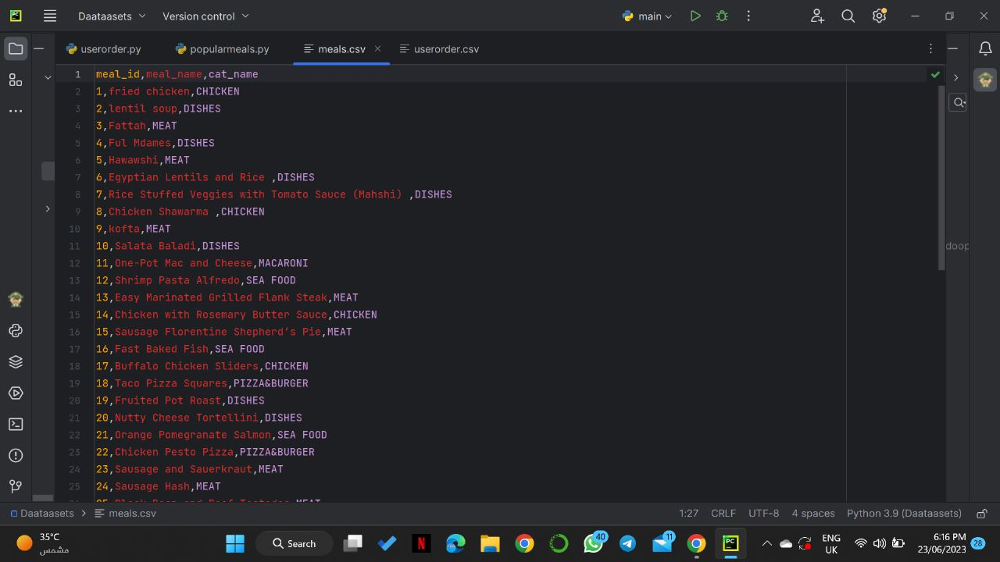 PC
Daataasets
Version control
main
userorder.py
popularmeals.py
meals.csv
userorder.csv
1 meal_id,meal_name,cat_name
2 1,fried chicken,CHICKEN
3 2,lentil soup,DISHES
4 3,Fattah,MEAT
5 4,Ful Mdames,DISHES
6 5,Hawawshi,MEAT
7 6,Egyptian Lentils and Rice ,DISHES
8 7,Rice Stuffed Veggies with Tomato Sauce (Mahshi) ,DISHES
9 8,Chicken Shawarma ,CHICKEN
10 9,kofta,MEAT
11 10,Salata Baladi,DISHES
12 11,One-Pot Mac and Cheese,MACARONI
13 12,Shrimp Pasta Alfredo,SEA FOOD
14 13,Easy Marinated Grilled Flank Steak,MEAT
15 14,Chicken with Rosemary Butter Sauce,CHICKEN
16 15,Sausage Florentine Shepherd’s Pie,MEAT
17 16,Fast Baked Fish,SEA FOOD
18 17,Buffalo Chicken Sliders,CHICKEN
19 18,Taco Pizza Squares,PIZZA&BURGER
20 19,Fruited Pot Roast,DISHES
21 20,Nutty Cheese Tortellini,DISHES
22 21,Orange Pomegranate Salmon,SEA FOOD
23 22,Chicken Pesto Pizza,PIZZA&BURGER
24 23,Sausage and Sauerkraut,MEAT
25 24,Sausage Hash,MEAT
doop
Daataasets > meals.csv
1:27 CRLF UTF-8 4 spaces Python 3.9 (Daataasets)
35°C
مشمس
Search
N
40
11
PC
ENG
UK
6:16 PM
23/06/2023
28